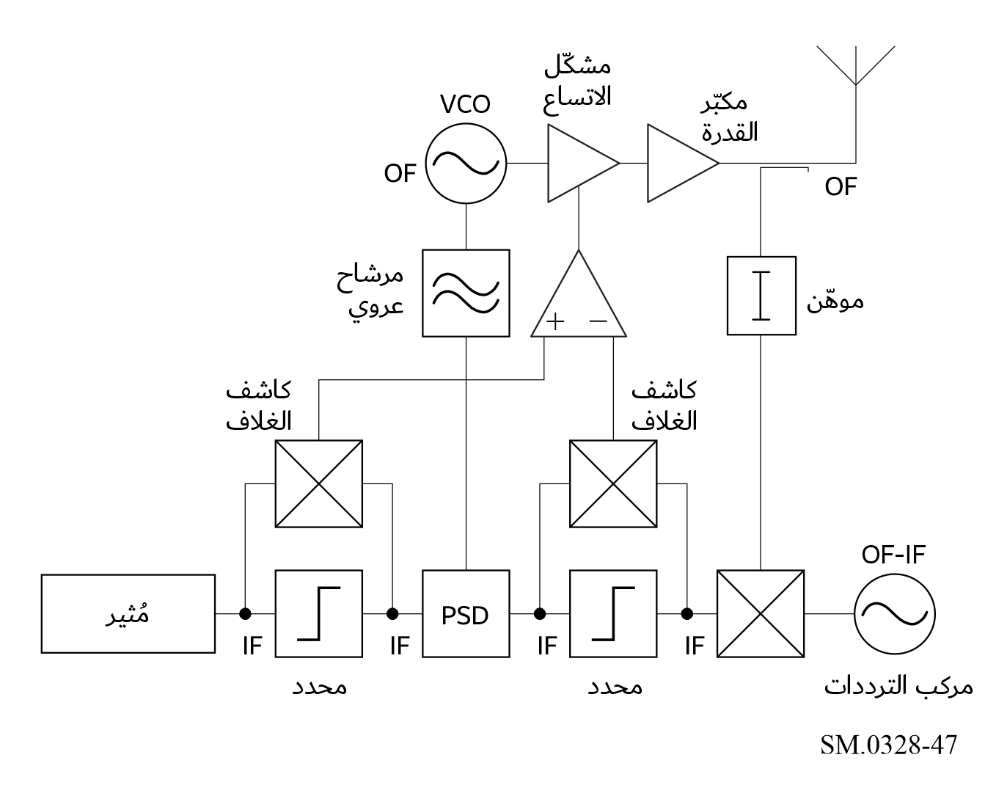 مشكّل
الاتساع
VCO
مكبّر
القدرة
OF
OF
مرشاح
عروي
+ −
موهّن
كاشف
الغلاف
كاشف
الغلاف
OF-IF
مُثير
PSD
IF
IF
IF
IF
محدد
محدد
مركب الترددات
SM.0328-47